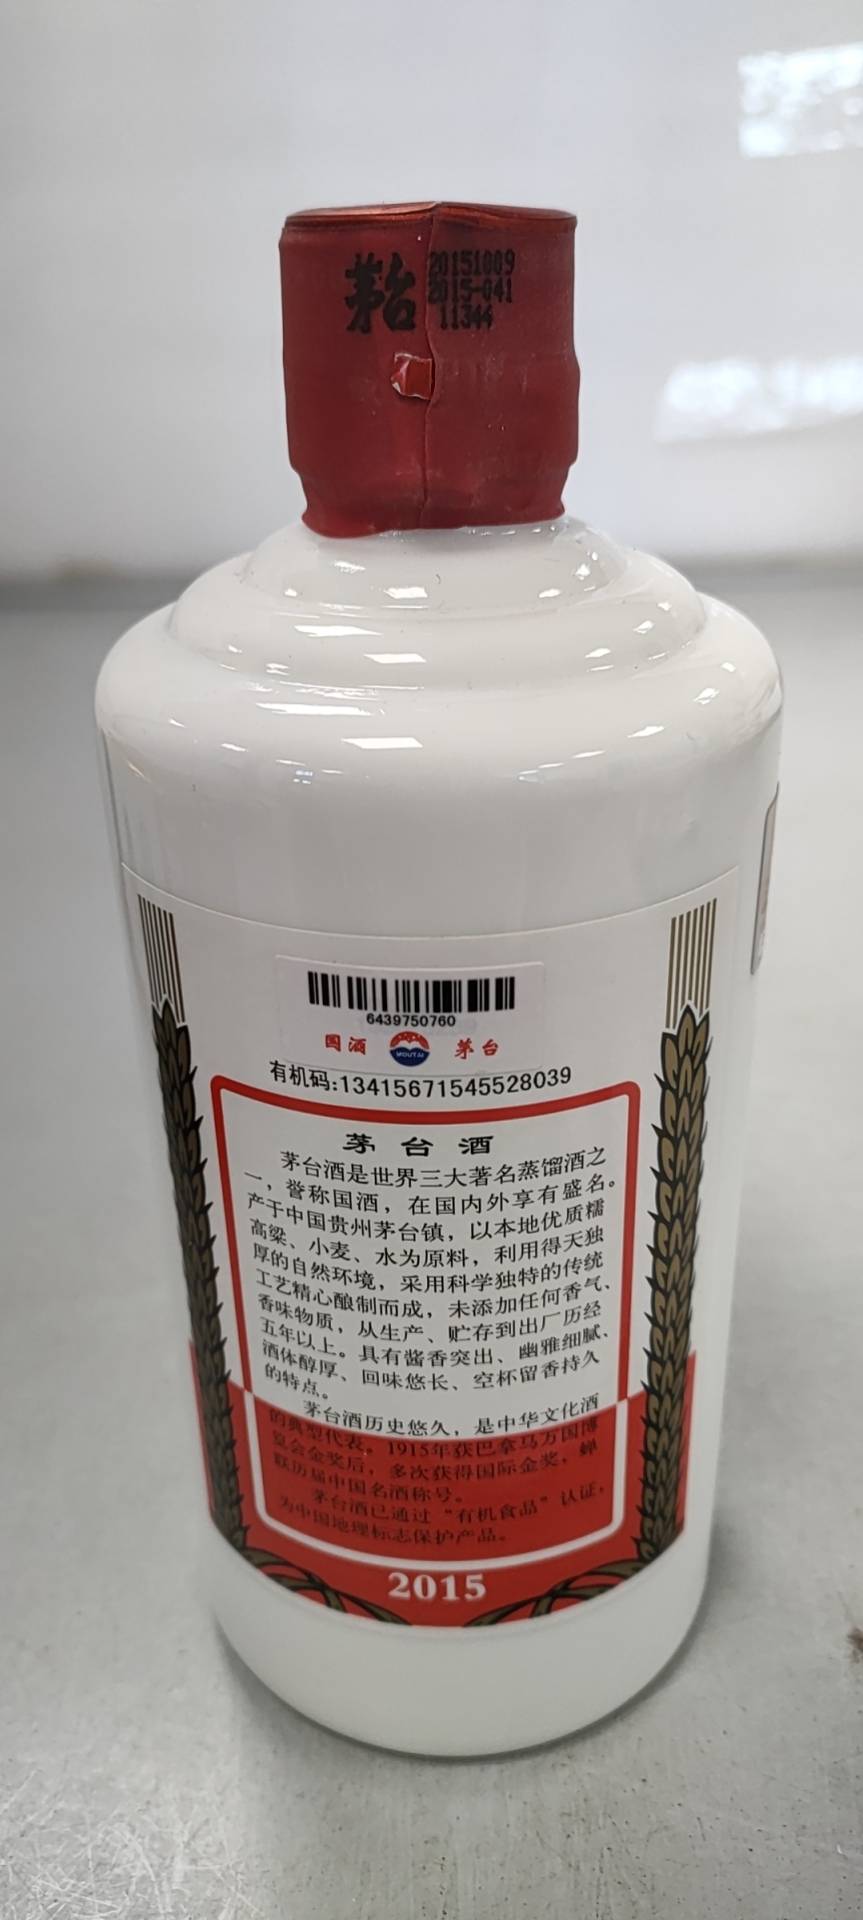 茅台
20151009
2015-041
11344
6439750760
国酒 MOUTAI 茅台
有机码:13415671545528039
茅台酒
茅台酒是世界三大著名蒸馏酒之
一，誉称国酒，在国内外享有盛名。
产于中国贵州茅台镇，以本地优质糯
高粱、小麦、水为原料，利用得天独
厚的自然环境，采用科学独特的传统
工艺精心酿制而成，未添加任何香气、
香味物质，从生产、贮存到出厂历经
五年以上。具有酱香突出、幽雅细腻、
酒体醇厚、回味悠长、空杯留香持久
的特点。
茅台酒历史悠久，是中华文化酒
的典型代表。1915年获巴拿马万国博
览会金奖后，多次获得国际金奖，蝉
联历届中国名酒称号。
茅台酒已通过“有机食品”认证，
为中国地理标志保护产品。
2015